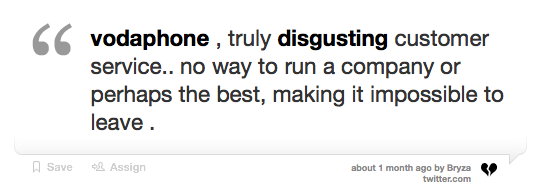 vodaphone , truly disgusting customer
service.. no way to run a company or
perhaps the best, making it impossible to
leave .
Save Assign
about 1 month ago by Bryza
twitter.com